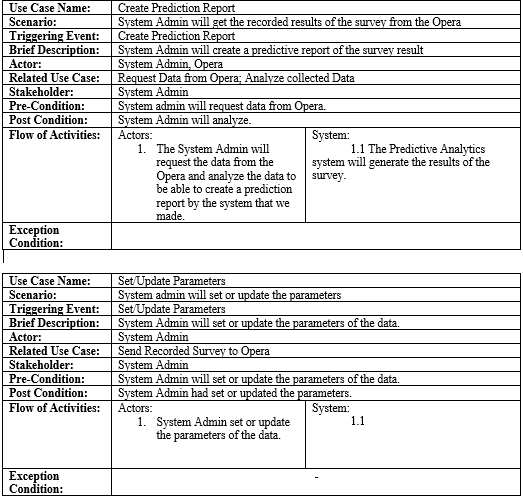 Use Case Name: Create Prediction Report
Scenario: System Admin will get the recorded results of the survey from the Opera
Triggering Event: Create Prediction Report
Brief Description: System Admin will create a predictive report of the survey result
Actor: System Admin, Opera
Related Use Case: Request Data from Opera; Analyze collected Data
Stakeholder: System Admin
Pre-Condition: System admin will request data from Opera.
Post Condition: System Admin will analyze.
Flow of Activities:
Actors:
1. The System Admin will
request the data from the
Opera and analyze the data to
be able to create a prediction
report by the system that we
made.
System:
1.1 The Predictive Analytics
system will generate the results of the
survey.
Exception
Condition:
Use Case Name: Set/Update Parameters
Scenario: System admin will set or update the parameters
Triggering Event: Set/Update Parameters
Brief Description: System Admin will set or update the parameters of the data.
Actor: System Admin
Related Use Case: Send Recorded Survey to Opera
Stakeholder: System Admin
Pre-Condition: System Admin will set or update the parameters of the data.
Post Condition: System Admin had set or updated the parameters.
Flow of Activities:
Actors:
1. System Admin set or update
the parameters of the data.
System:
1.1
Exception
Condition:
-